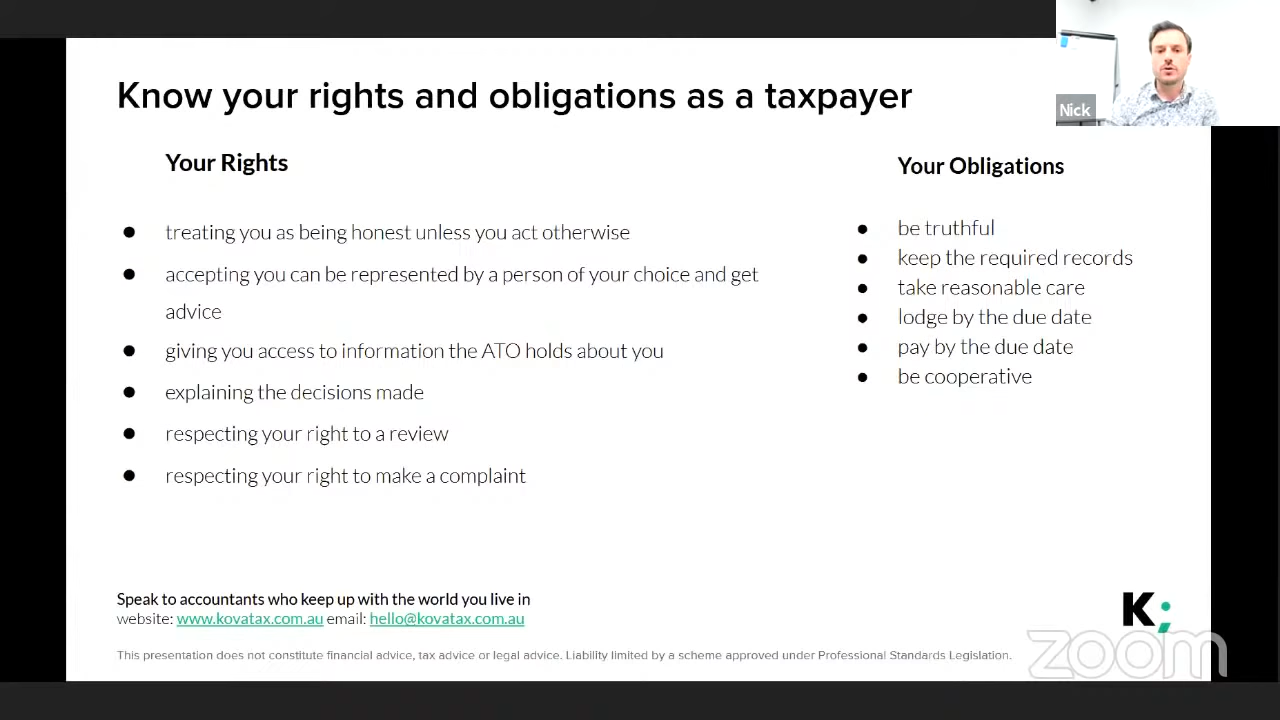 Know your rights and obligations as a taxpayer
Nick
Your Rights
treating you as being honest unless you act otherwise
accepting you can be represented by a person of your choice and get
advice
giving you access to information the ATO holds about you
explaining the decisions made
respecting your right to a review
respecting your right to make a complaint
Your Obligations
be truthful
keep the required records
take reasonable care
lodge by the due date
pay by the due date
be cooperative
Speak to accountants who keep up with the world you live in
website: www.kovatax.com.au email: hello@kovatax.com.au
This presentation does not constitute financial advice, tax advice or legal advice. Liability limited by a scheme approved under Professional Standards Legislation.
K;
zoom